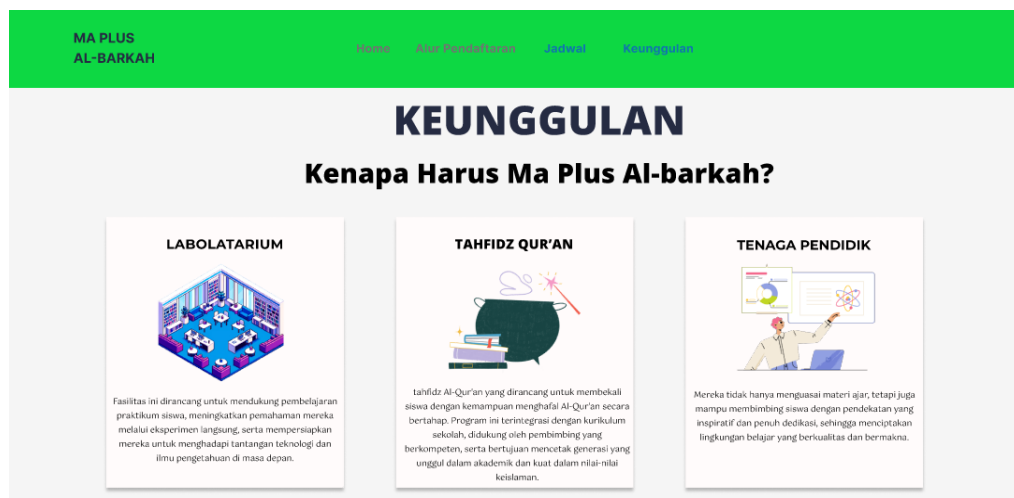 MA PLUS
AL-BARKAH
Home Alur Pendaftaran Jadwal Keunggulan
KEUNGGULAN
Kenapa Harus Ma Plus Al-barkah?
LABOLATARIUM
Fasilitas ini dirancang untuk mendukung pembelajaran
praktikum siswa, meningkatkan pemahaman mereka
melalui eksperimen langsung, serta mempersiapkan
mereka untuk menghadapi tantangan teknologi dan
ilmu pengetahuan di masa depan.
TAHFIDZ QUR'AN
tahfidz Al-Qur'an yang dirancang untuk membekali
siswa dengan kemampuan menghafal Al-Qur'an secara
bertahap. Program ini terintegrasi dengan kurikulum
sekolah, didukung oleh pembimbing yang
berkompeten, serta bertujuan mencetak generasi yang
unggul dalam akademik dan kuat dalam nilai-nilai
keislaman.
TENAGA PENDIDIK
Mereka tidak hanya menguasai materi ajar, tetapi juga
mampu membimbing siswa dengan pendekatan yang
inspiratif dan penuh dedikasi, sehingga menciptakan
lingkungan belajar yang berkualitas dan bermakna.